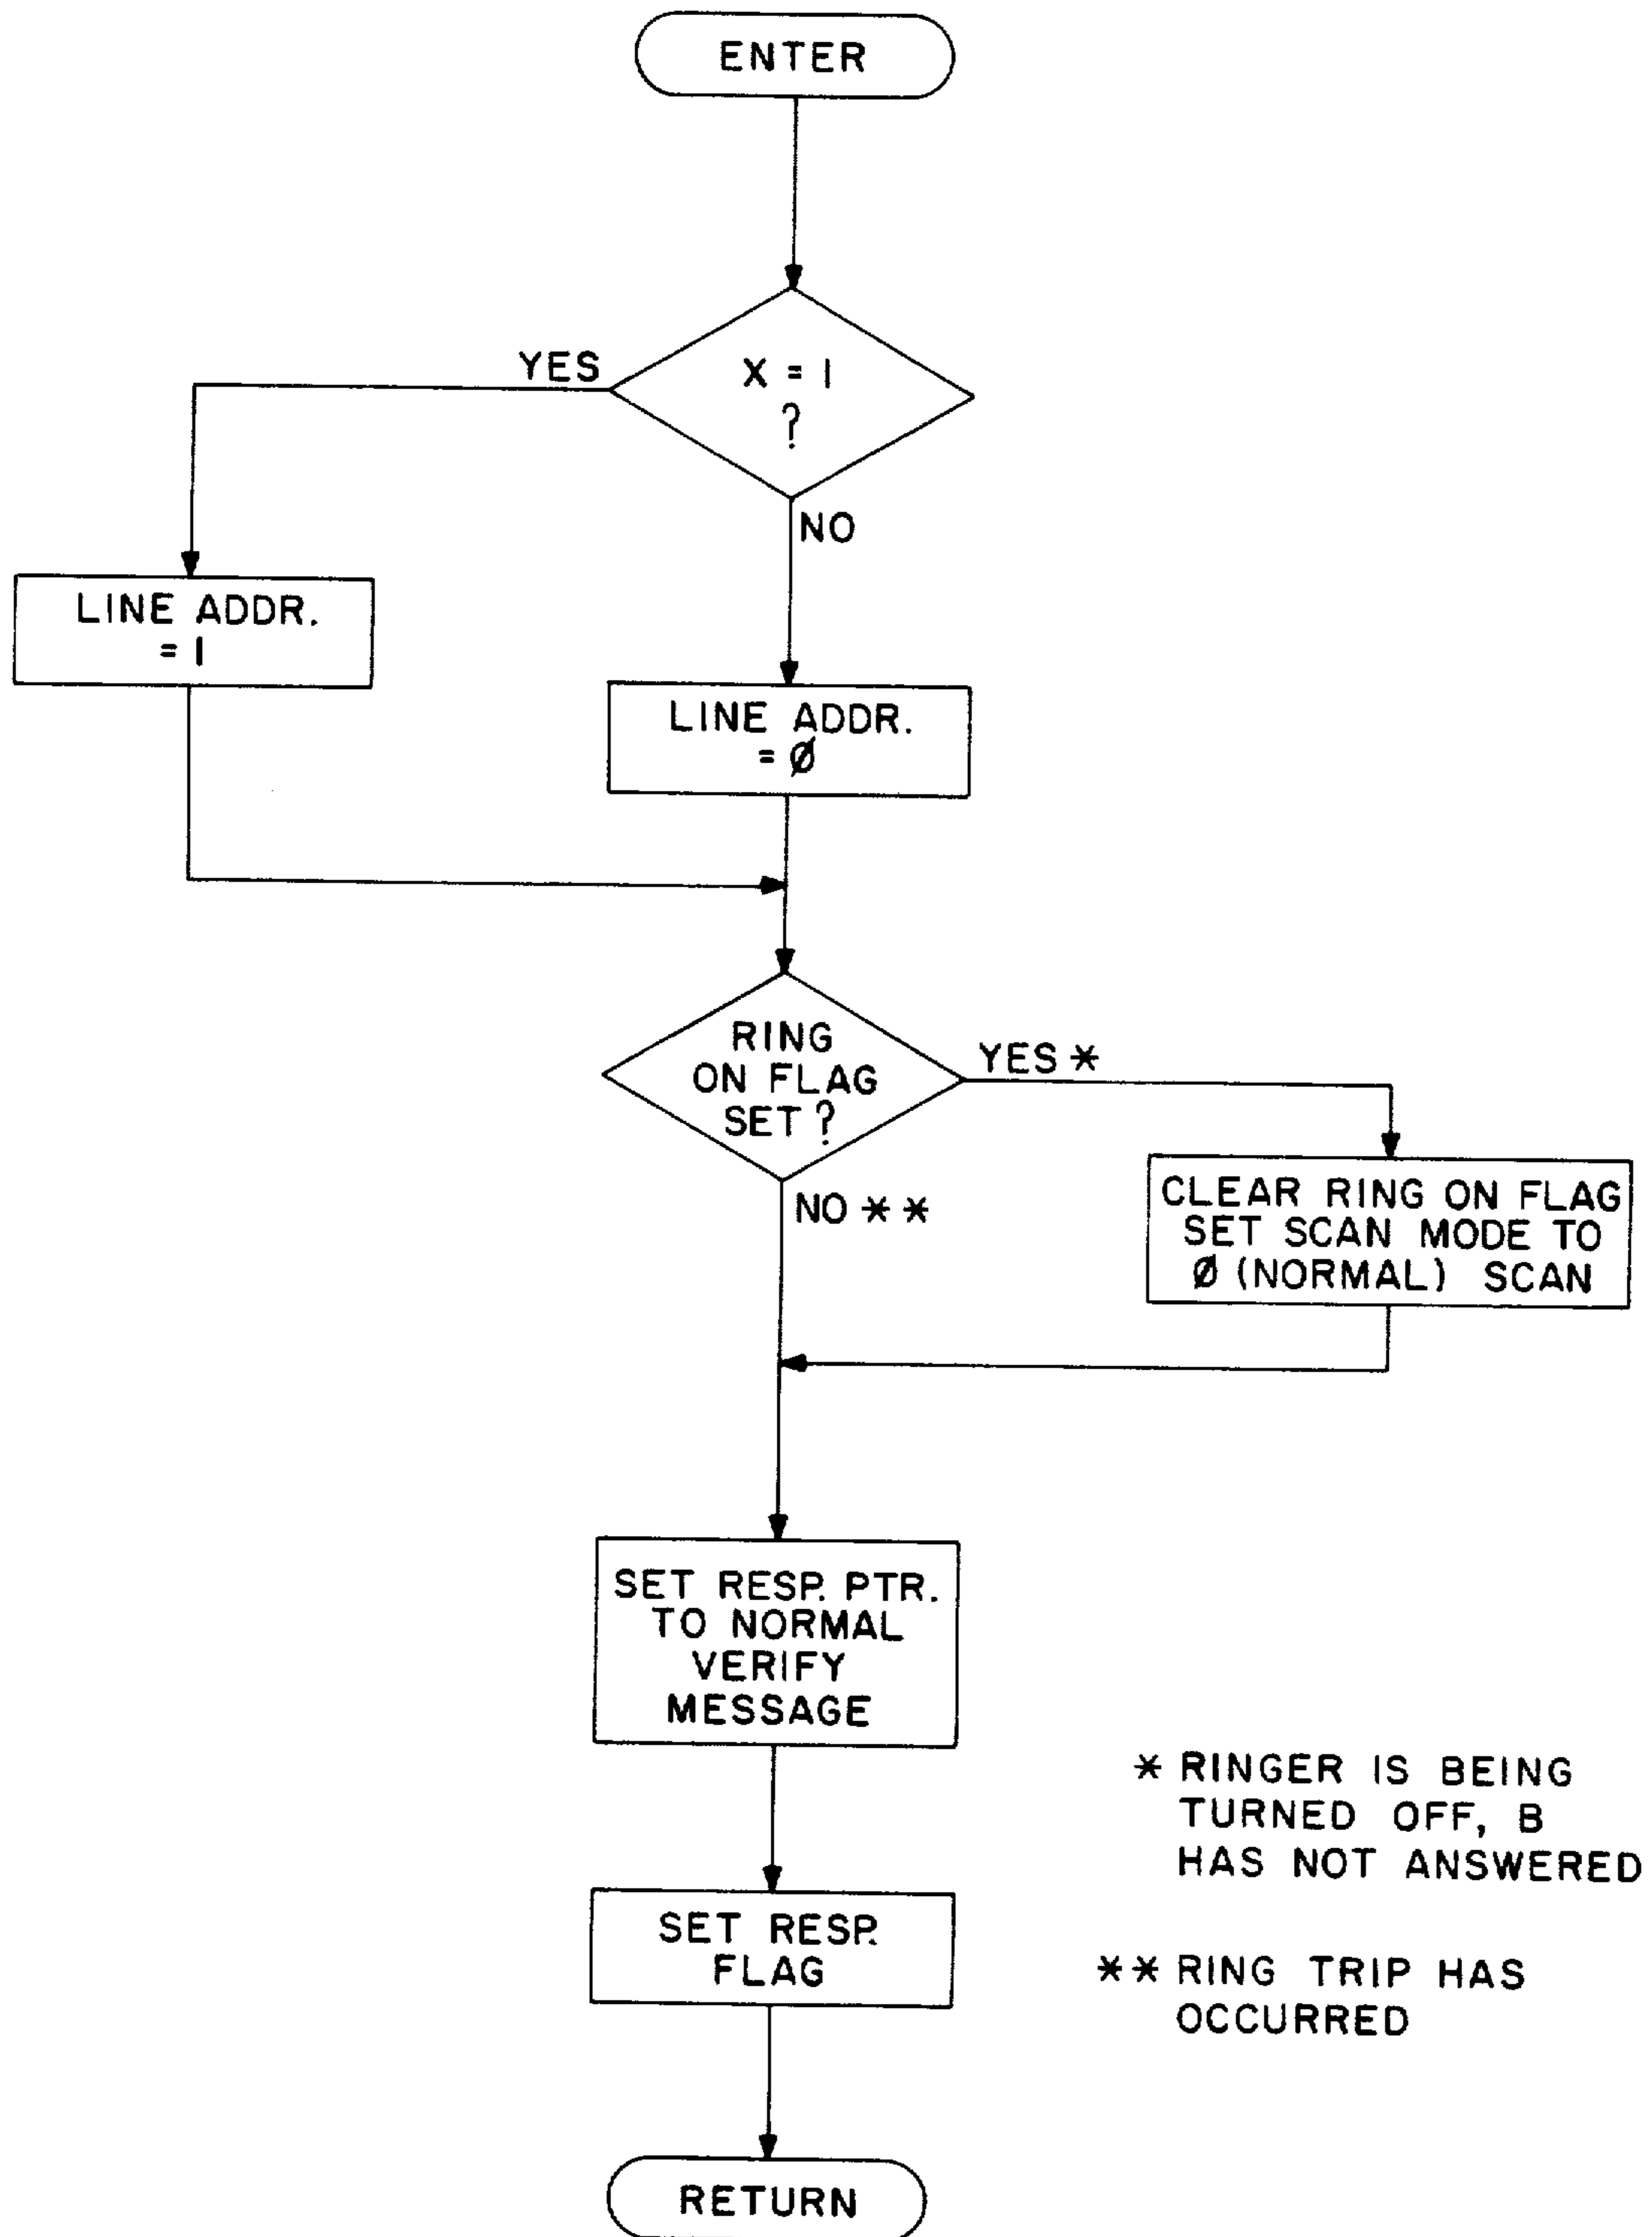 ENTER
YES
X = 1
?
NO
LINE ADDR.
= 1
LINE ADDR.
= Ø
RING
ON FLAG
SET?
YES *
NO **
CLEAR RING ON FLAG
SET SCAN MODE TO
Ø (NORMAL) SCAN
SET RESP. PTR.
TO NORMAL
VERIFY
MESSAGE
* RINGER IS BEING
TURNED OFF, B
HAS NOT ANSWERED
SET RESP.
FLAG
** RING TRIP HAS
OCCURRED
RETURN